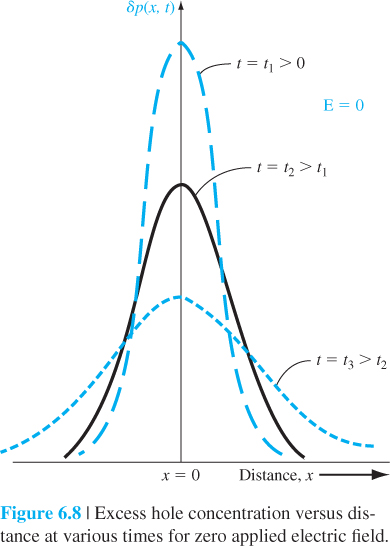 δp(x, t)
t = t₁ > 0
E = 0
t = t₂ > t₁
t = t₃ > t₂
x = 0
Distance, x
Figure 6.8 | Excess hole concentration versus dis-
tance at various times for zero applied electric field.